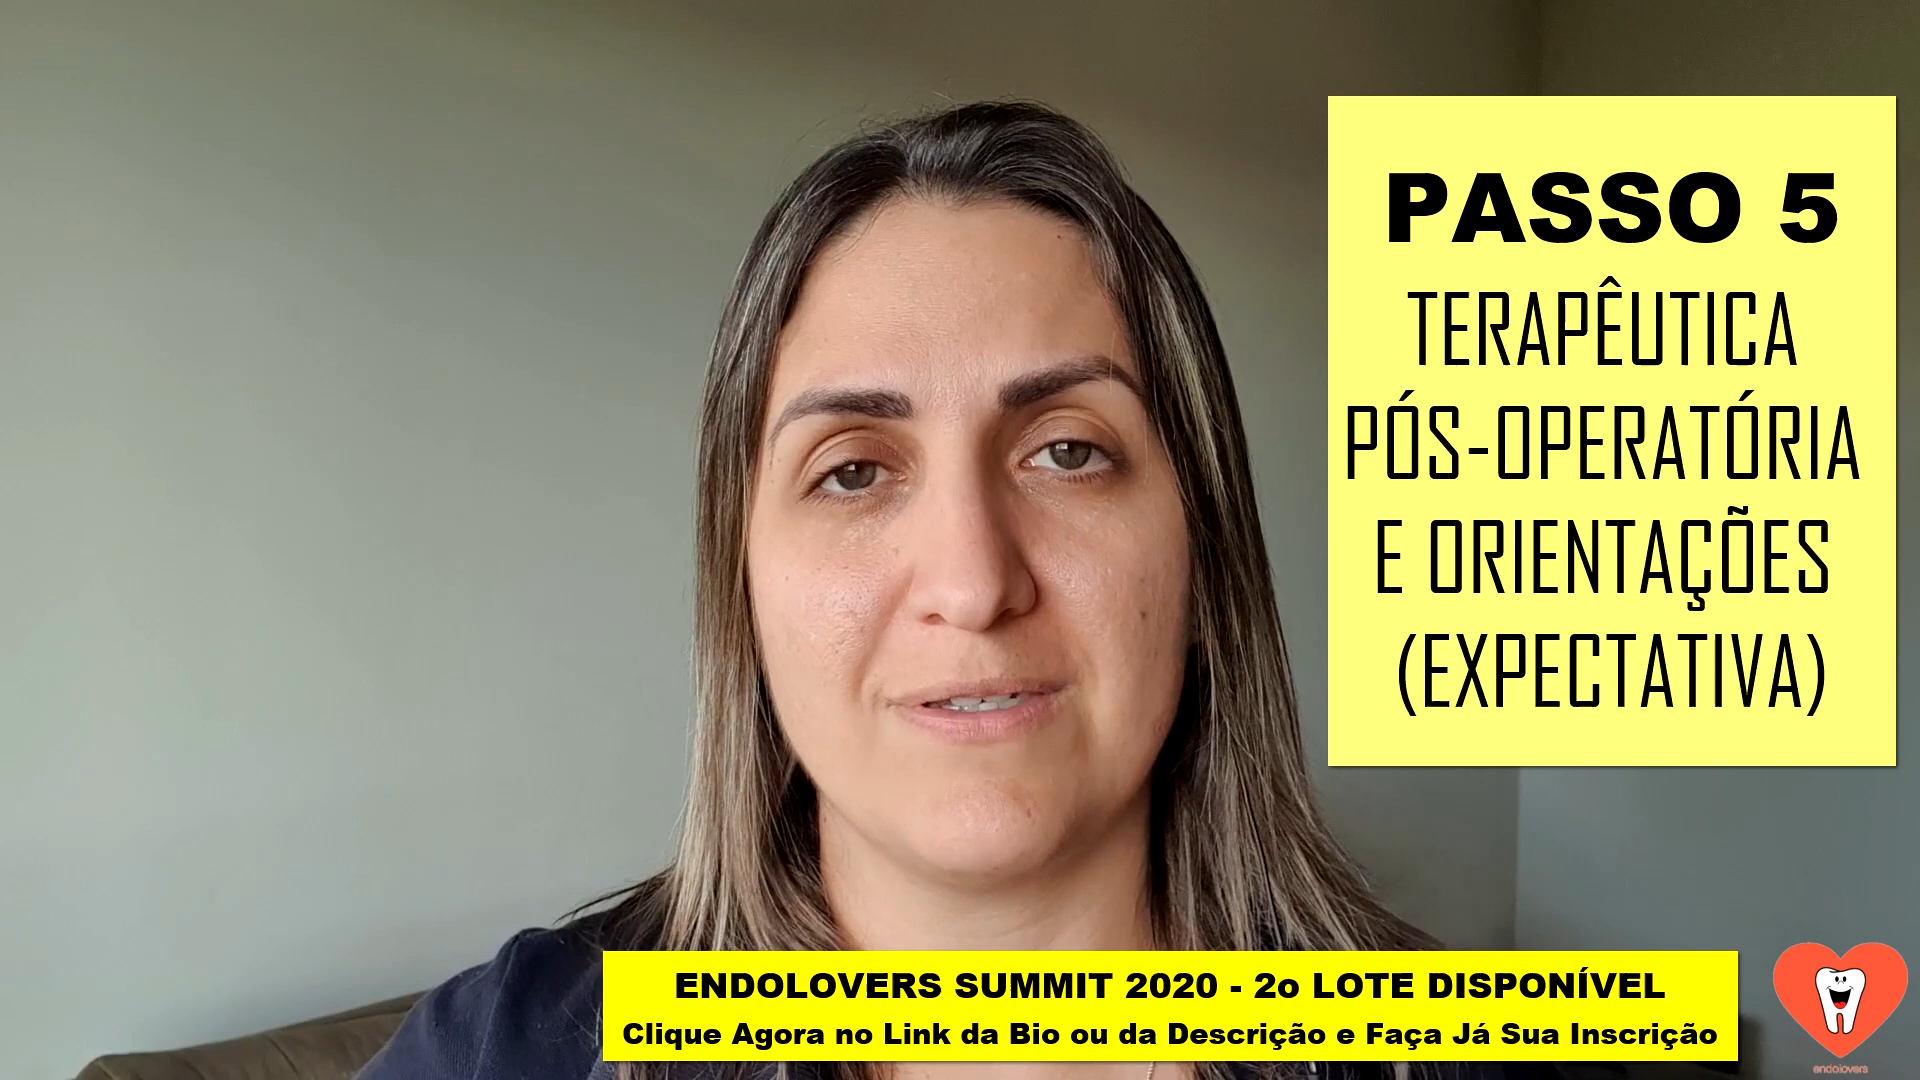 PASSO 5
TERAPÊUTICA
PÓS-OPERATÓRIA
E ORIENTAÇÕES
(EXPECTATIVA)
ENDOLOVERS SUMMIT 2020 - 2o LOTE DISPONÍVEL
Clique Agora no Link da Bio ou da Descrição e Faça Já Sua Inscrição
endolovers